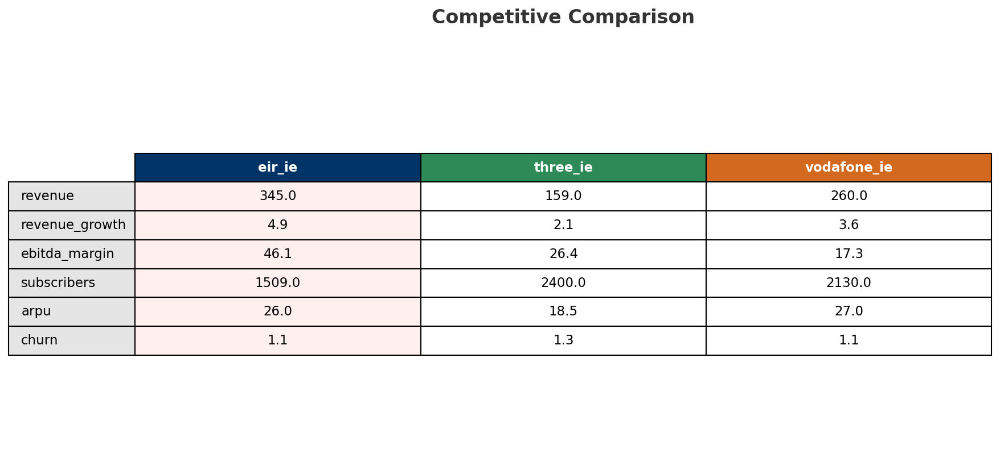 Competitive Comparison
eir_ie three_ie vodafone_ie
revenue 345.0 159.0 260.0
revenue_growth 4.9 2.1 3.6
ebitda_margin 46.1 26.4 17.3
subscribers 1509.0 2400.0 2130.0
arpu 26.0 18.5 27.0
churn 1.1 1.3 1.1